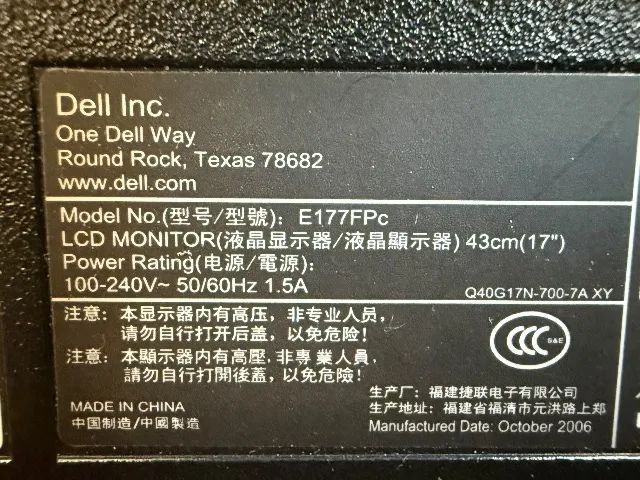 Dell Inc.
One Dell Way
Round Rock, Texas 78682
www.dell.com
Model No.(型号/型號): E177FPc
LCD MONITOR(液晶显示器/液晶顯示器) 43cm(17")
Power Rating(电源/電源):
100-240V~ 50/60Hz 1.5A
Q40G17N-700-7A XY
注意: 本显示器内有高压, 非专业人员,
请勿自行打开后盖, 以免危险!
注意: 本顯示器内有高壓, 非專業人員,
請勿自行打開後蓋, 以免危險!
CCC
S&E
MADE IN CHINA
中国制造/中國製造
生产厂: 福建捷联电子有限公司
生产地址: 福建省福清市元洪路上郑
Manufactured Date: October 2006